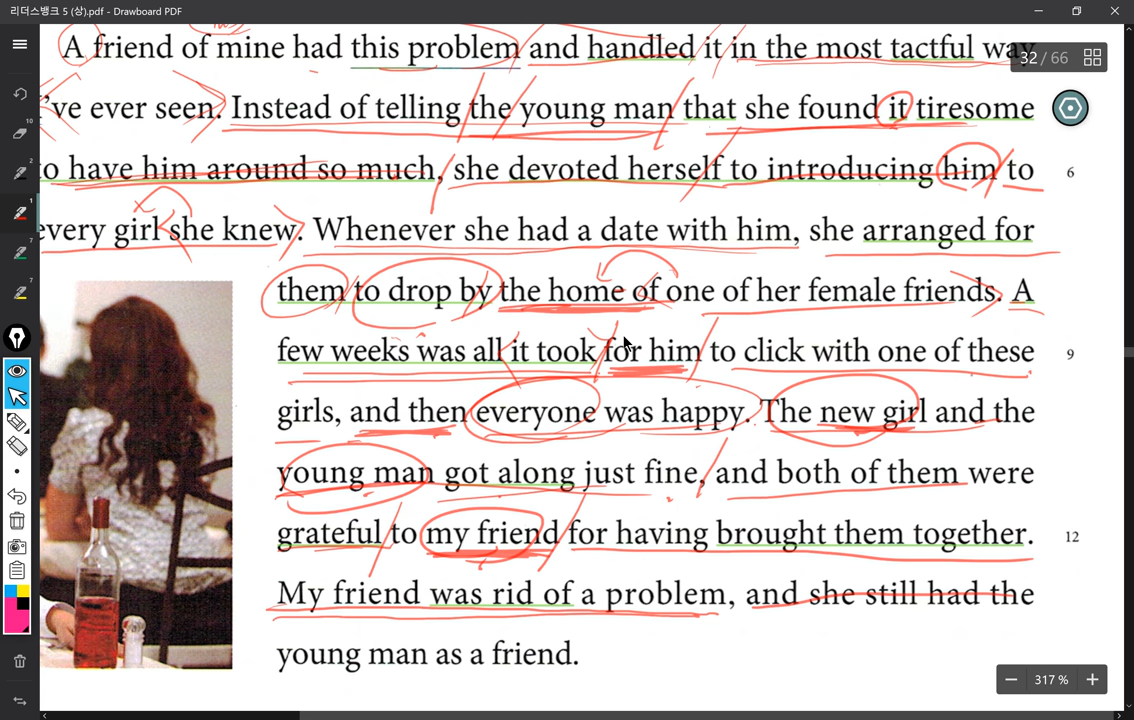 리더스뱅크 5 (상).pdf - Drawboard PDF
A friend of mine had this problem and handled it in the most tactful way
32 / 66
I've ever seen. Instead of telling the young man that she found it tiresome
to have him around so much, she devoted herself to introducing him to
6
every girl she knew. Whenever she had a date with him, she arranged for
them to drop by the home of one of her female friends. A
few weeks was all it took for him to click with one of these
9
girls, and then everyone was happy. The new girl and the
young man got along just fine, and both of them were
grateful to my friend for having brought them together.
12
My friend was rid of a problem, and she still had the
young man as a friend.
10
2
1
7
7
317 %